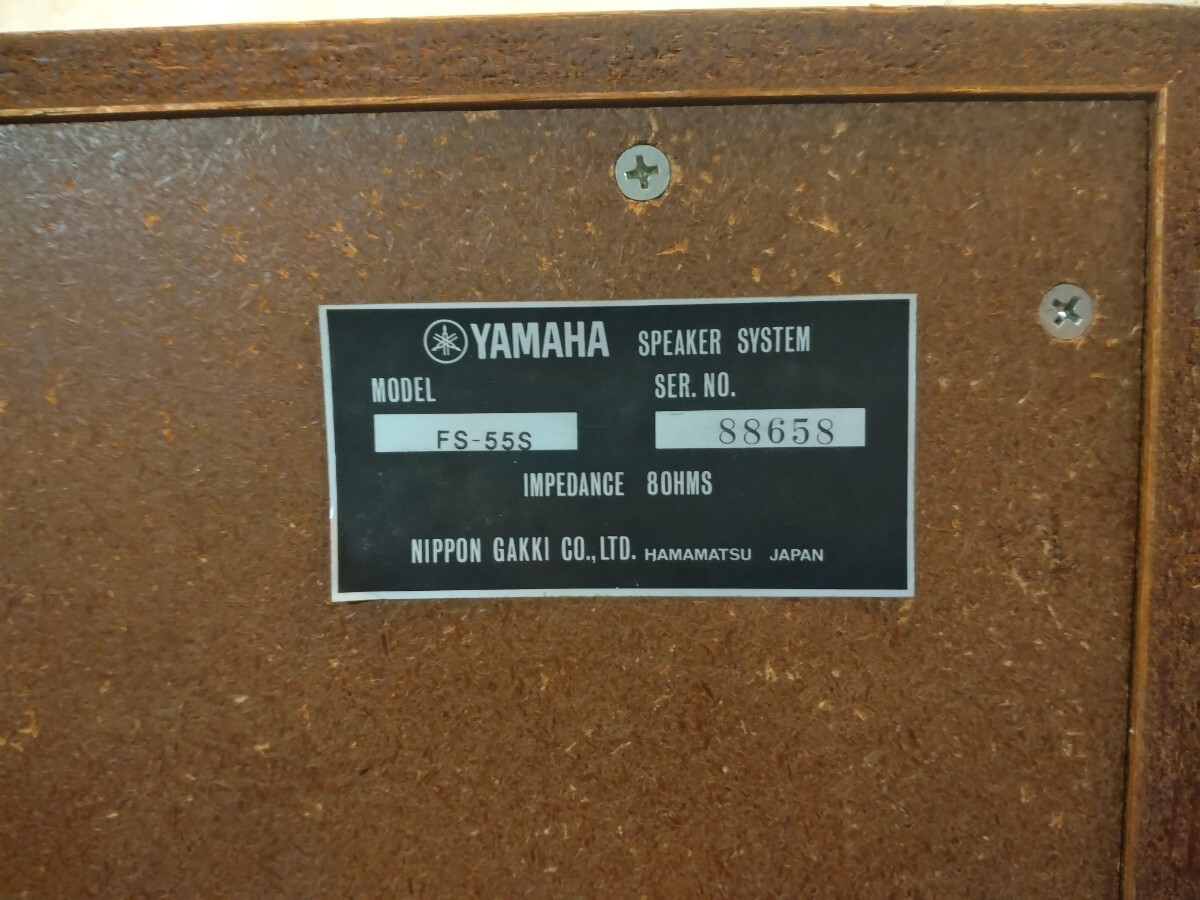 YAMAHA SPEAKER SYSTEM
MODEL SER. NO.
FS-55S 88658
IMPEDANCE 8OHMS
NIPPON GAKKI CO., LTD. HAMAMATSU JAPAN